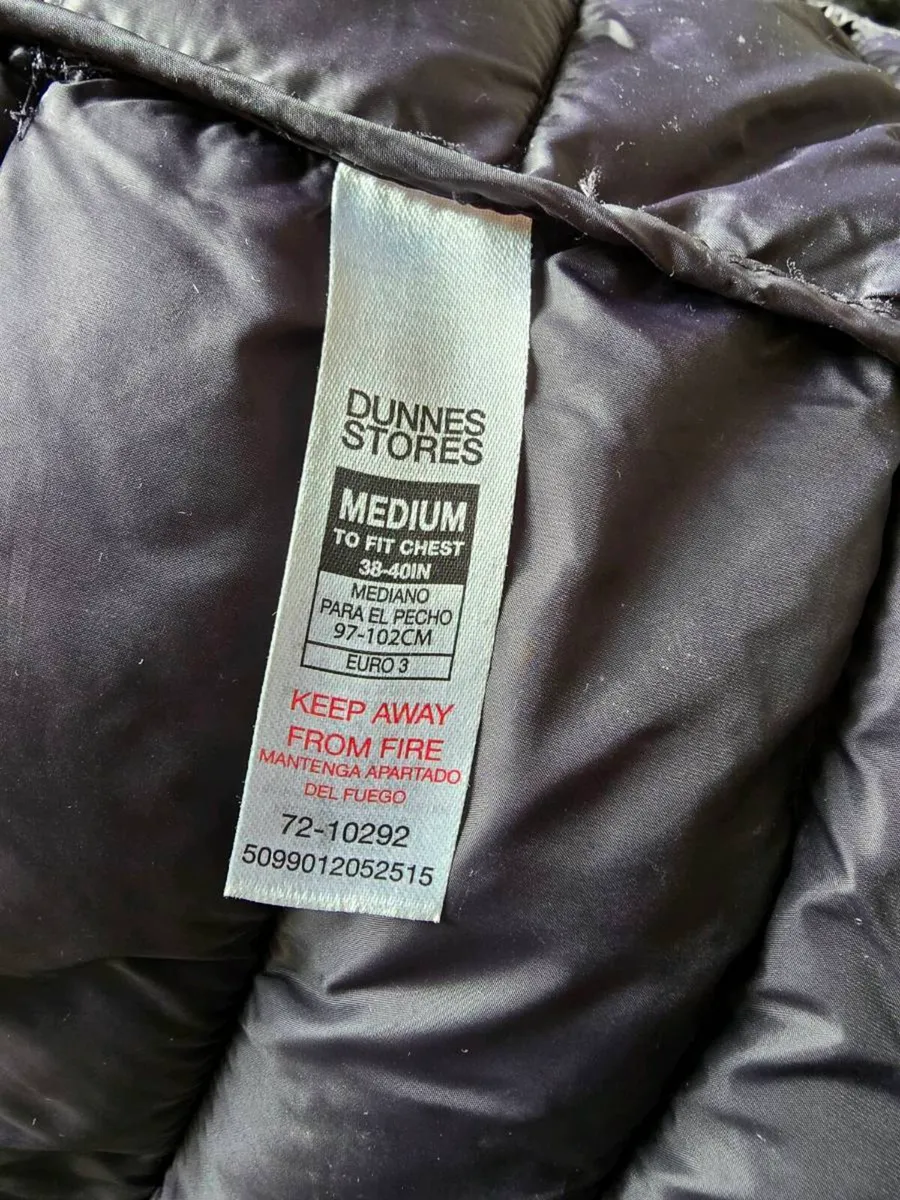 DUNNES
STORES
MEDIUM
TO FIT CHEST
38-40IN
MEDIANO
PARA EL PECHO
97-102CM
EURO 3
KEEP AWAY
FROM FIRE
MANTENGA APARTADO
DEL FUEGO
72-10292
5099012052515